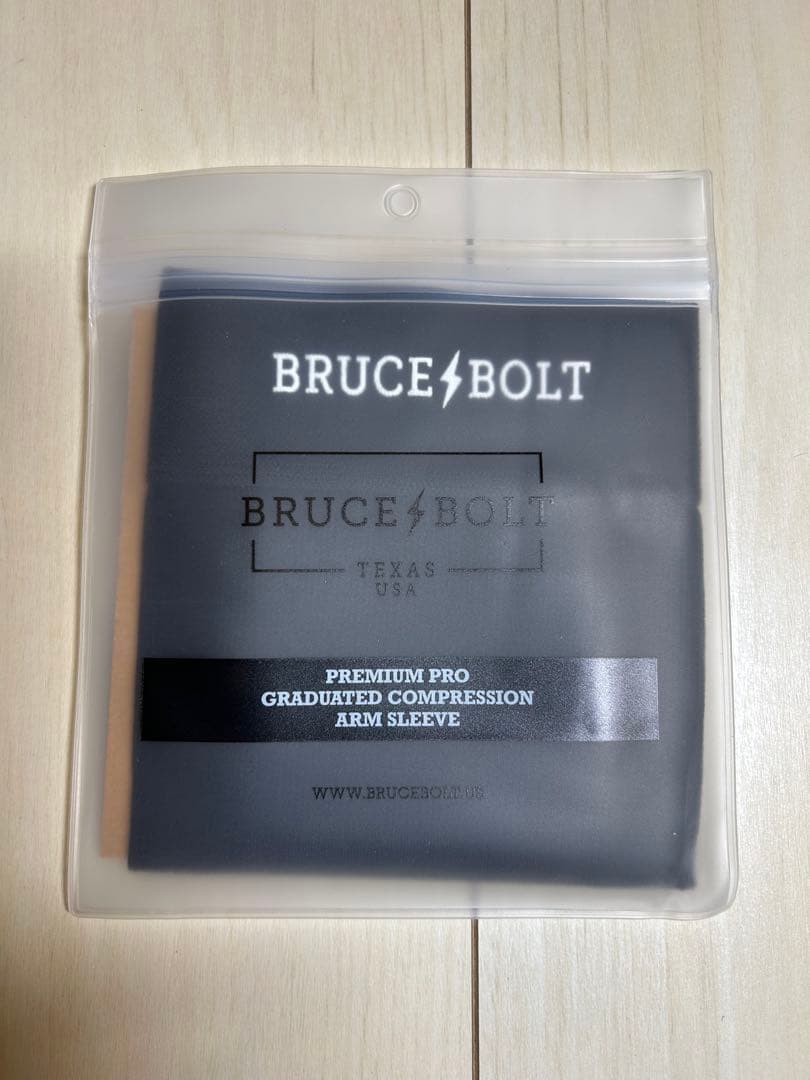 BRUCE BOLT
BRUCE BOLT
TEXAS
USA
PREMIUM PRO
GRADUATED COMPRESSION
ARM SLEEVE
WWW.BRUCEBOLT.US